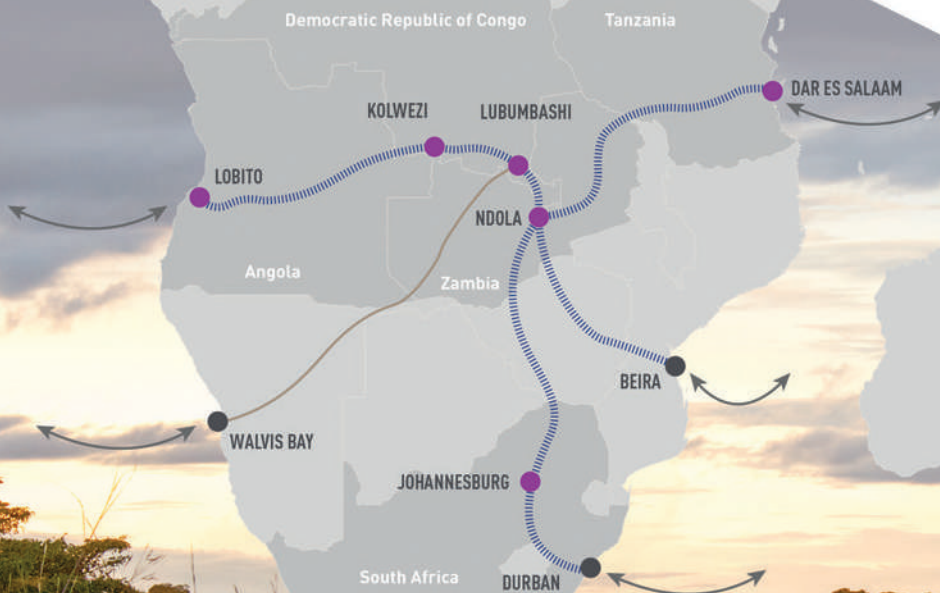 Democratic Republic of Congo
Tanzania
DAR ES SALAAM
KOLWEZI
LUBUMBASHI
LOBITO
NDOLA
Angola
Zambia
BEIRA
WALVIS BAY
JOHANNESBURG
South Africa
DURBAN